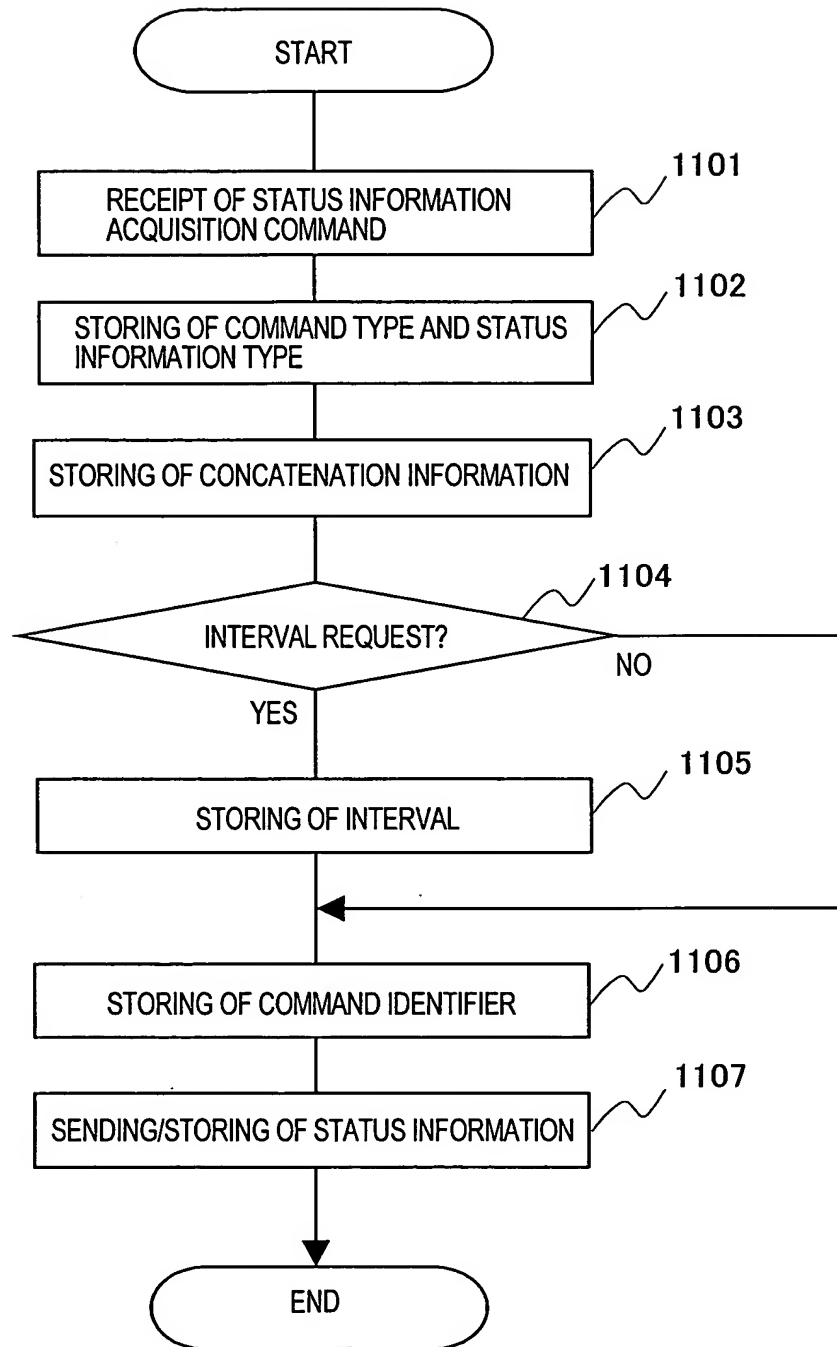 START
1101
RECEIPT OF STATUS INFORMATION
ACQUISITION COMMAND
1102
STORING OF COMMAND TYPE AND STATUS
INFORMATION TYPE
1103
STORING OF CONCATENATION INFORMATION
1104
INTERVAL REQUEST?
NO
YES
1105
STORING OF INTERVAL
1106
STORING OF COMMAND IDENTIFIER
1107
SENDING/STORING OF STATUS INFORMATION
END